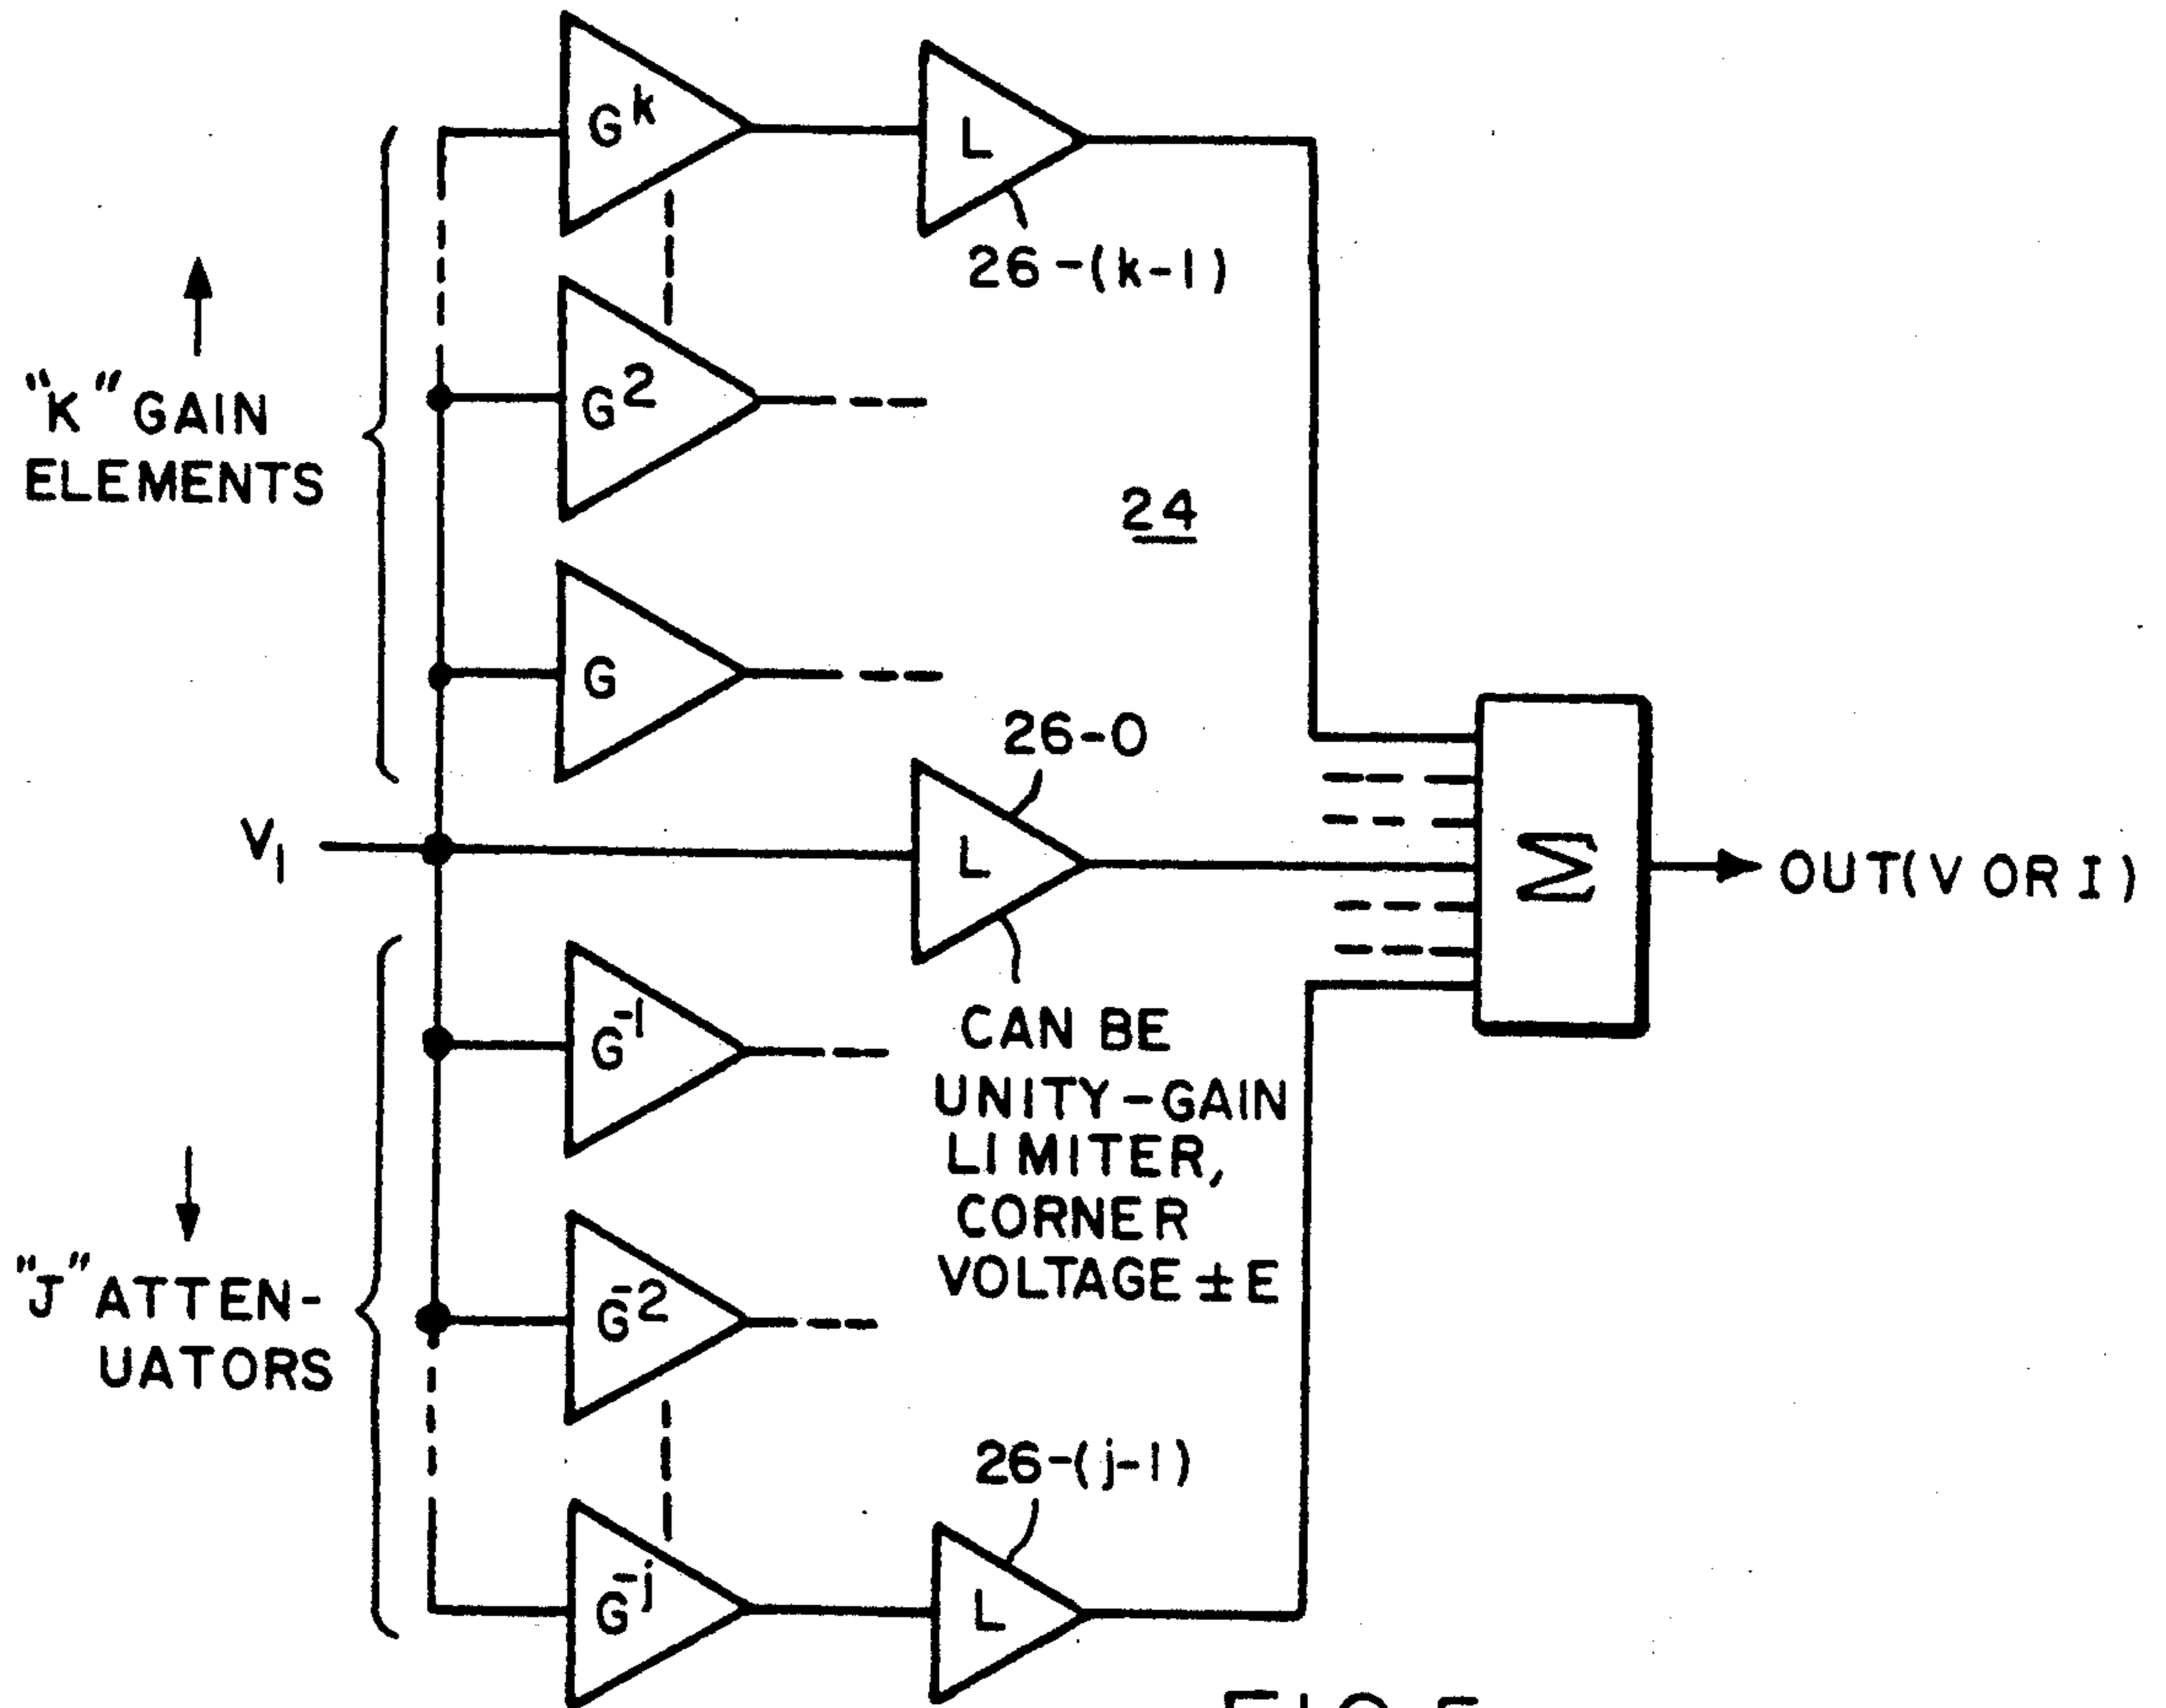 G^k
L
26-(k-1)
G^2
"K" GAIN
ELEMENTS
24
G
26-0
V_1
L
Σ
OUT(V OR I)
G^-1
CAN BE
UNITY-GAIN
LIMITER,
CORNER
VOLTAGE ±E
G^-2
"J" ATTEN-
UATORS
26-(j-1)
G^-j
L